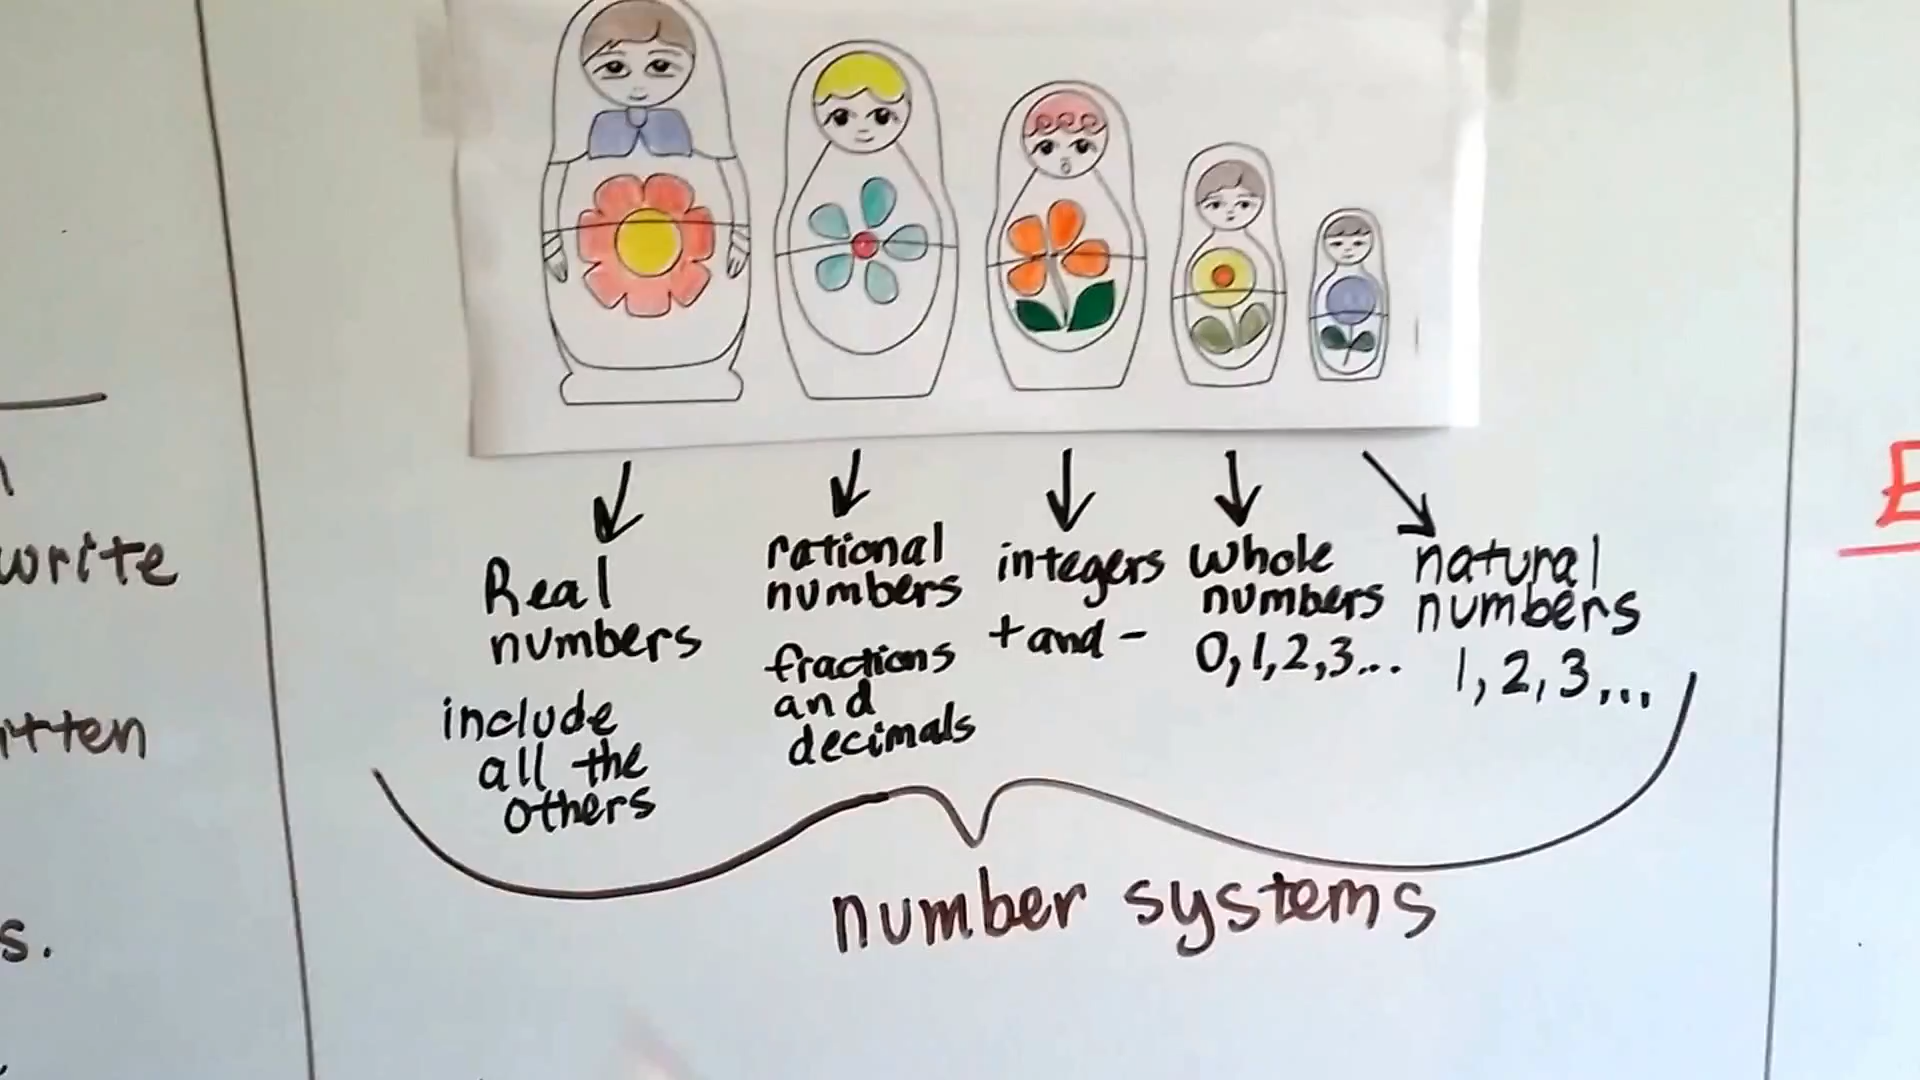 write
itten
s.
Real
numbers
include
all the
others
rational
numbers
fractions
and
decimals
integers
+ and -
whole
numbers
0, 1, 2, 3...
natural
numbers
1, 2, 3, ...
number systems
E